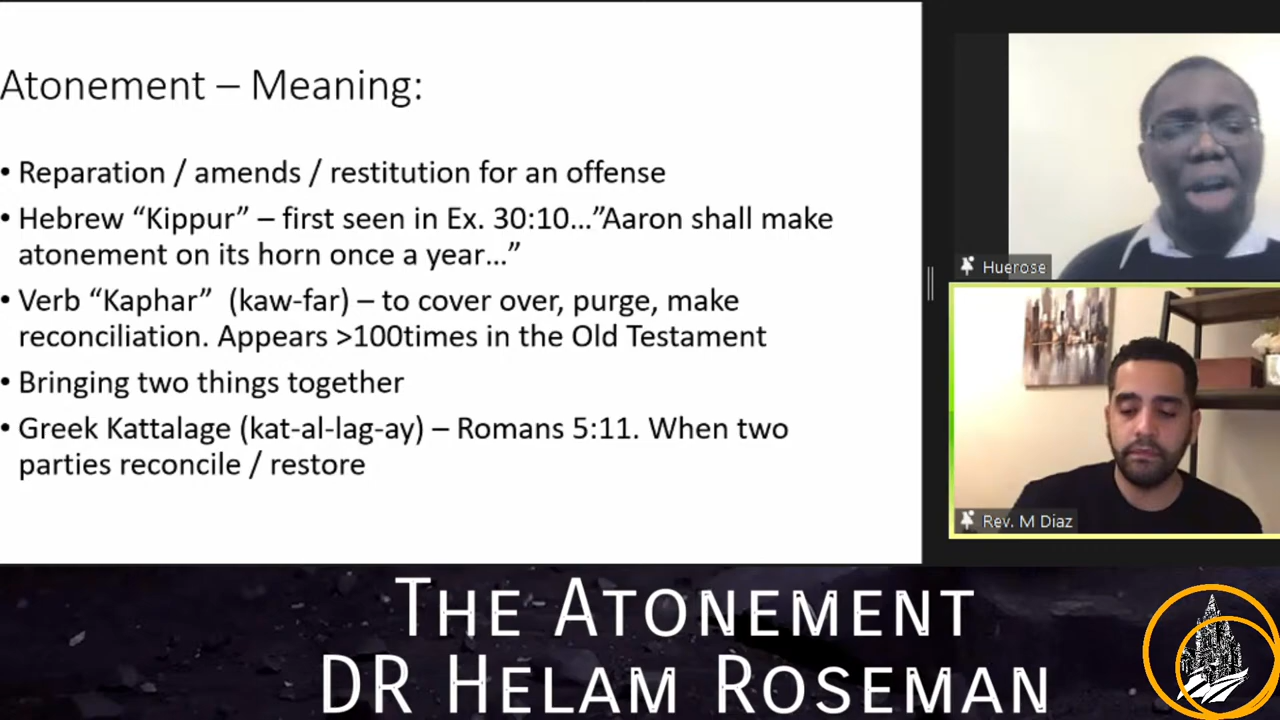 Atonement – Meaning:
• Reparation / amends / restitution for an offense
• Hebrew “Kippur” – first seen in Ex. 30:10…”Aaron shall make
atonement on its horn once a year…”
• Verb “Kaphar” (kaw-far) – to cover over, purge, make
reconciliation. Appears >100times in the Old Testament
• Bringing two things together
• Greek Kattalage (kat-al-lag-ay) – Romans 5:11. When two
parties reconcile / restore
Huerose
Rev. M Diaz
The Atonement
DR Helam Roseman